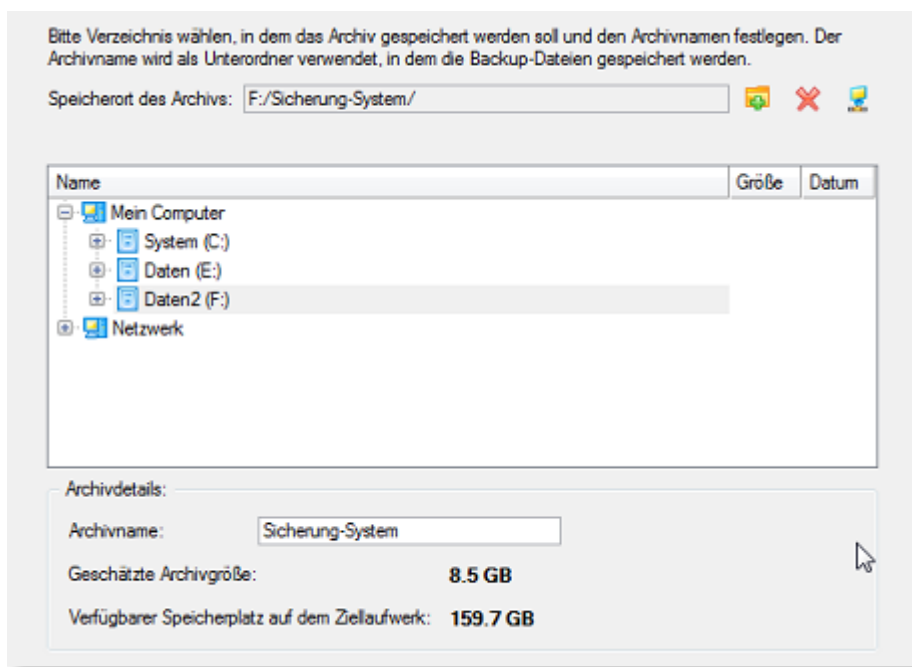 Bitte Verzeichnis wählen, in dem das Archiv gespeichert werden soll und den Archivnamen festlegen. Der
Archivname wird als Unterordner verwendet, in dem die Backup-Dateien gespeichert werden.
Speicherort des Archivs: F:/Sicherung-System/
Name Größe Datum
Mein Computer
System (C:)
Daten (E:)
Daten2 (F:)
Netzwerk
Archivdetails:
Archivname: Sicherung-System
Geschätzte Archivgröße: 8.5 GB
Verfügbarer Speicherplatz auf dem Ziellaufwerk: 159.7 GB